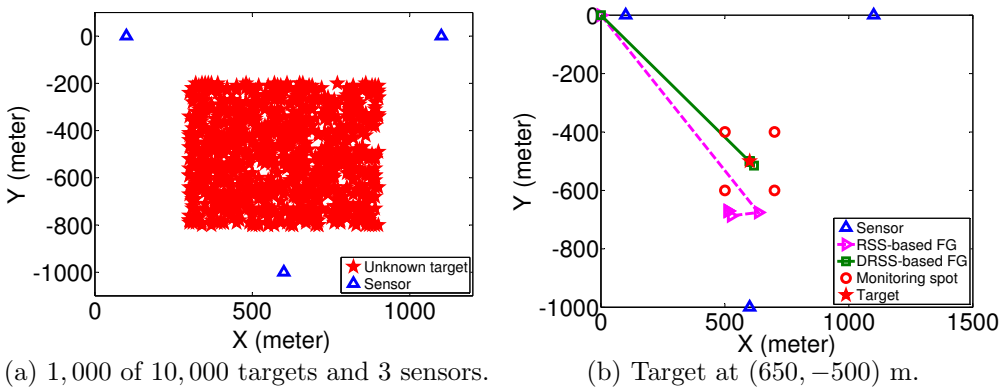 0
-200
-400
-600
-800
-1000
0
500
1000
Y (meter)
X (meter)
Unknown target
Sensor
(a) 1,000 of 10,000 targets and 3 sensors.
0
-200
-400
-600
-800
-1000
0
500
1000
1500
Y (meter)
X (meter)
Sensor
RSS-based FG
DRSS-based FG
Monitoring spot
Target
(b) Target at (650, −500) m.